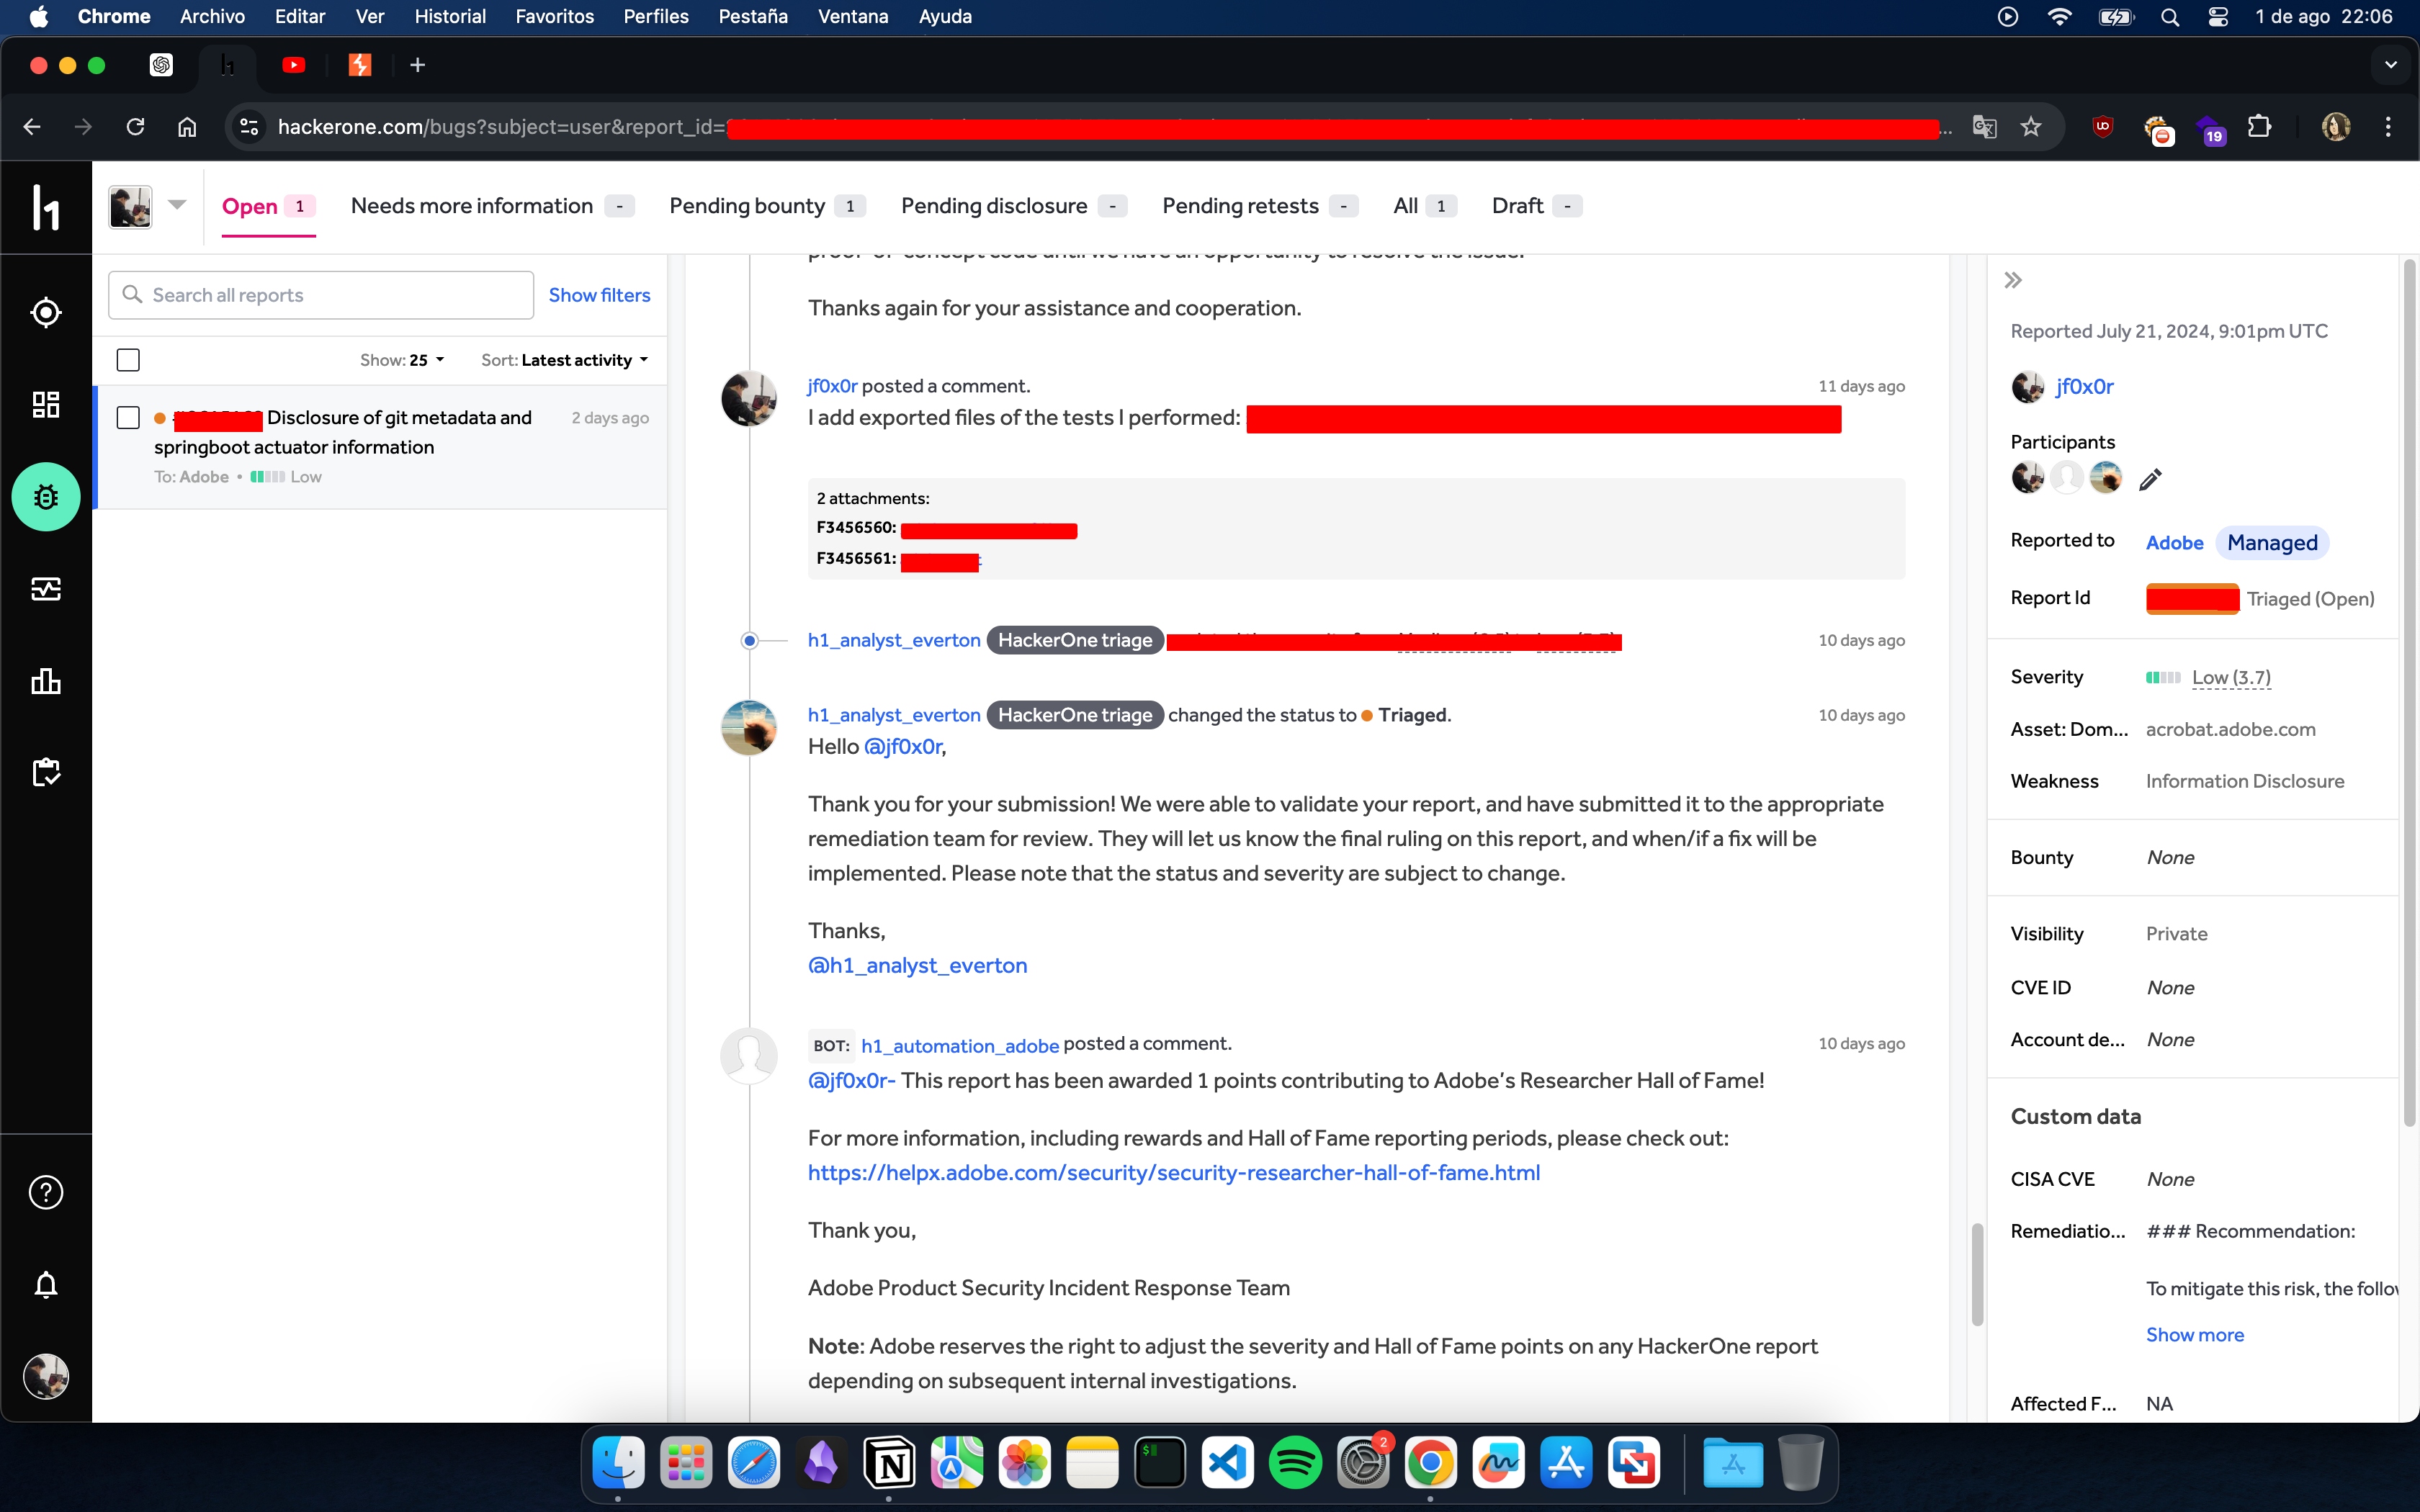 Chrome Archivo Editar Ver Historial Favoritos Perfiles Pestaña Ventana Ayuda 1 de ago 22:06
hackerone.com/bugs?subject=user&report_id= ...
19
Open 1 Needs more information - Pending bounty 1 Pending disclosure - Pending retests - All 1 Draft -
Search all reports Show filters
Show: 25 Sort: Latest activity
Disclosure of git metadata and 2 days ago
springboot actuator information
To: Adobe • Low
proof-of-concept code until we have an opportunity to resolve the issue.
Thanks again for your assistance and cooperation.
jf0x0r posted a comment. 11 days ago
I add exported files of the tests I performed:
2 attachments:
F3456560:
F3456561:
h1_analyst_everton HackerOne triage 10 days ago
h1_analyst_everton HackerOne triage changed the status to Triaged. 10 days ago
Hello @jf0x0r,
Thank you for your submission! We were able to validate your report, and have submitted it to the appropriate
remediation team for review. They will let us know the final ruling on this report, and when/if a fix will be
implemented. Please note that the status and severity are subject to change.
Thanks,
@h1_analyst_everton
BOT: h1_automation_adobe posted a comment. 10 days ago
@jf0x0r- This report has been awarded 1 points contributing to Adobe's Researcher Hall of Fame!
For more information, including rewards and Hall of Fame reporting periods, please check out:
https://helpx.adobe.com/security/security-researcher-hall-of-fame.html
Thank you,
Adobe Product Security Incident Response Team
Note: Adobe reserves the right to adjust the severity and Hall of Fame points on any HackerOne report
depending on subsequent internal investigations.
Reported July 21, 2024, 9:01pm UTC
jf0x0r
Participants
Reported to Adobe Managed
Report Id Triaged (Open)
Severity Low (3.7)
Asset: Dom... acrobat.adobe.com
Weakness Information Disclosure
Bounty None
Visibility Private
CVE ID None
Account de... None
Custom data
CISA CVE None
Remediatio... ### Recommendation:
To mitigate this risk, the follo
Show more
Affected F... NA
2